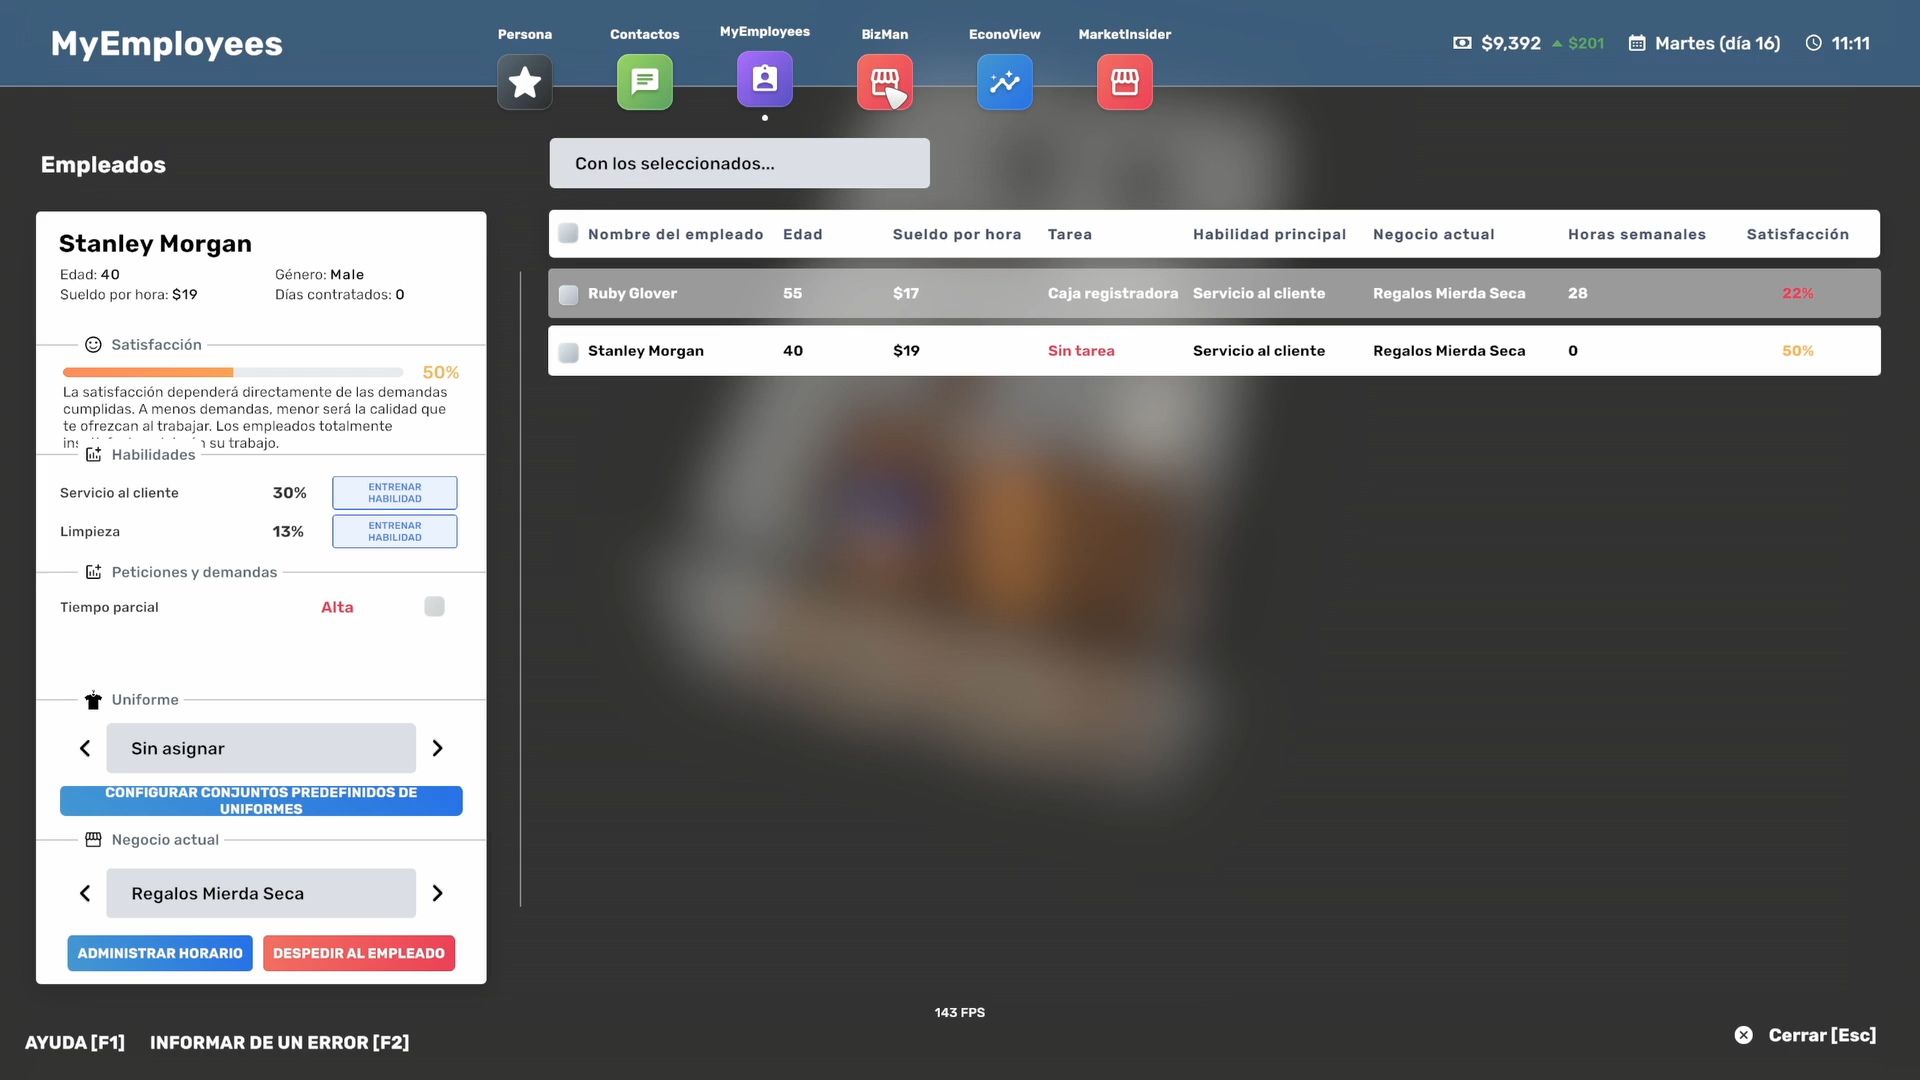 MyEmployees
Persona
Contactos
MyEmployees
BizMan
EconoView
MarketInsider
$9,392
$201
Martes (día 16)
11:11
Empleados
Con los seleccionados...
Stanley Morgan
Edad: 40
Género: Male
Sueldo por hora: $19
Días contratados: 0
Satisfacción
50%
La satisfacción dependerá directamente de las demandas
cumplidas. A menos demandas, menor será la calidad que
te ofrezcan al trabajar. Los empleados totalmente
su trabajo.
Habilidades
Servicio al cliente 30% ENTRENAR HABILIDAD
Limpieza 13% ENTRENAR HABILIDAD
Peticiones y demandas
Tiempo parcial Alta
Uniforme
Sin asignar
CONFIGURAR CONJUNTOS PREDEFINIDOS DE
UNIFORMES
Negocio actual
Regalos Mierda Seca
ADMINISTRAR HORARIO
DESPEDIR AL EMPLEADO
Nombre del empleado Edad Sueldo por hora Tarea Habilidad principal Negocio actual Horas semanales Satisfacción
Ruby Glover 55 $17 Caja registradora Servicio al cliente Regalos Mierda Seca 28 22%
Stanley Morgan 40 $19 Sin tarea Servicio al cliente Regalos Mierda Seca 0 50%
143 FPS
AYUDA [F1]
INFORMAR DE UN ERROR [F2]
Cerrar [Esc]